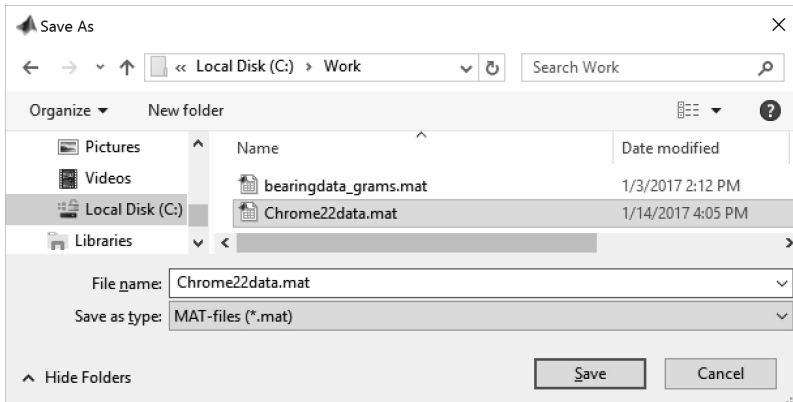 Save As
« Local Disk (C:) › Work
Search Work
Organize
New folder
?
Pictures
Videos
Local Disk (C:)
Libraries
Name
Date modified
bearingdata_grams.mat 1/3/2017 2:12 PM
Chrome22data.mat 1/14/2017 4:05 PM
File name: Chrome22data.mat
Save as type: MAT-files (*.mat)
Hide Folders
Save
Cancel